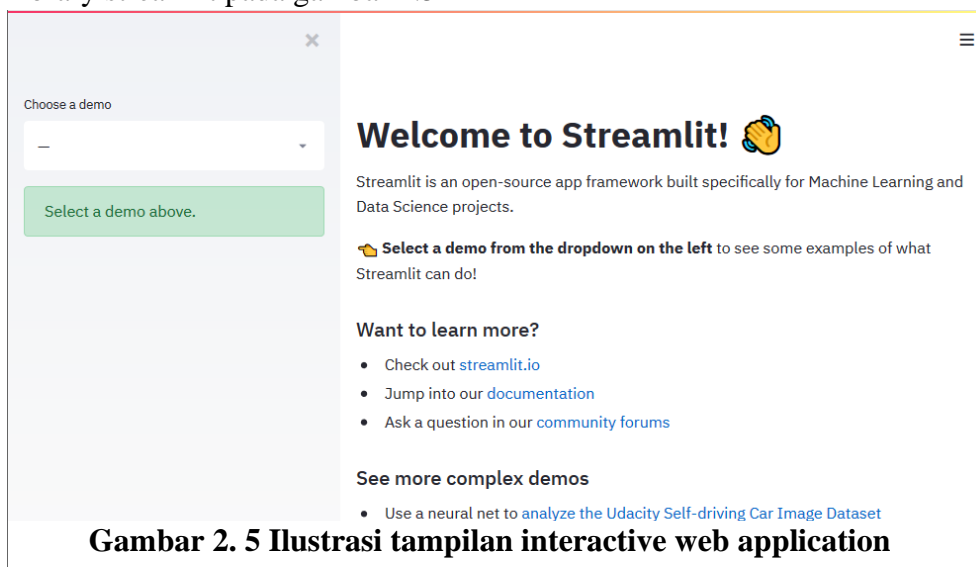 pada gambar
Choose a demo
—
Select a demo above.
Welcome to Streamlit! 👋
Streamlit is an open-source app framework built specifically for Machine Learning and
Data Science projects.
👈 Select a demo from the dropdown on the left to see some examples of what
Streamlit can do!
Want to learn more?
• Check out streamlit.io
• Jump into our documentation
• Ask a question in our community forums
See more complex demos
• Use a neural net to analyze the Udacity Self-driving Car Image Dataset
Gambar 2. 5 Ilustrasi tampilan interactive web application